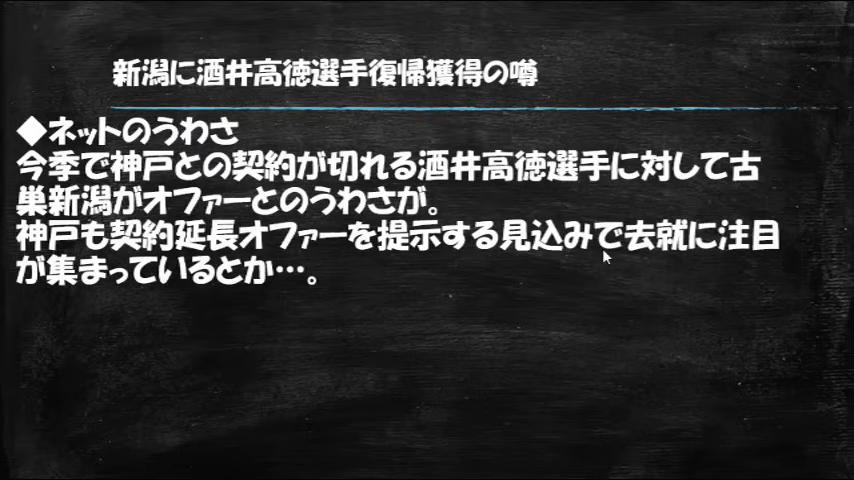 新潟に酒井高徳選手復帰獲得の噂
◆ネットのうわさ
今季で神戸との契約が切れる酒井高徳選手に対して古
巣新潟がオファーとのうわさが。
神戸も契約延長オファーを提示する見込みで去就に注目
が集まっているとか…。